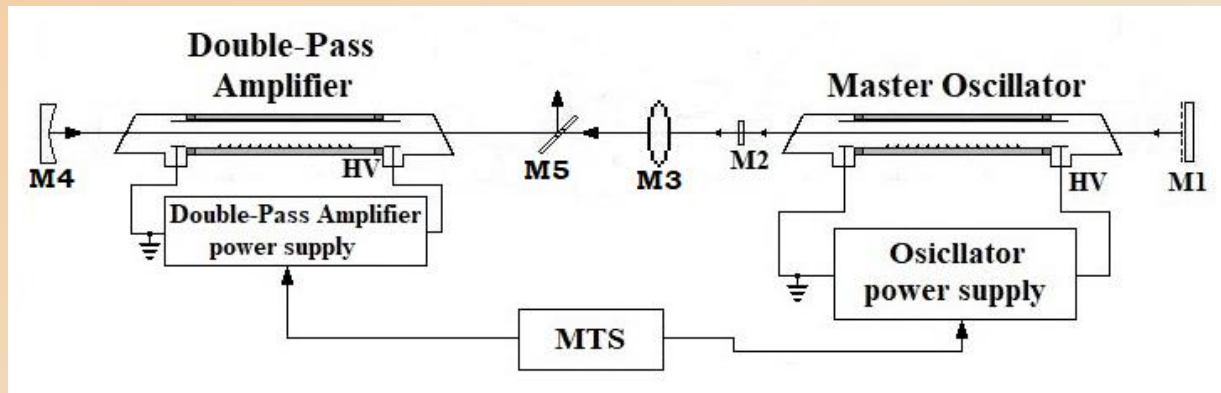 Double-Pass
Amplifier
Master Oscillator
M4
HV
M5
M3
M2
HV
M1
Double-Pass Amplifier
power supply
Osicllator
power supply
MTS